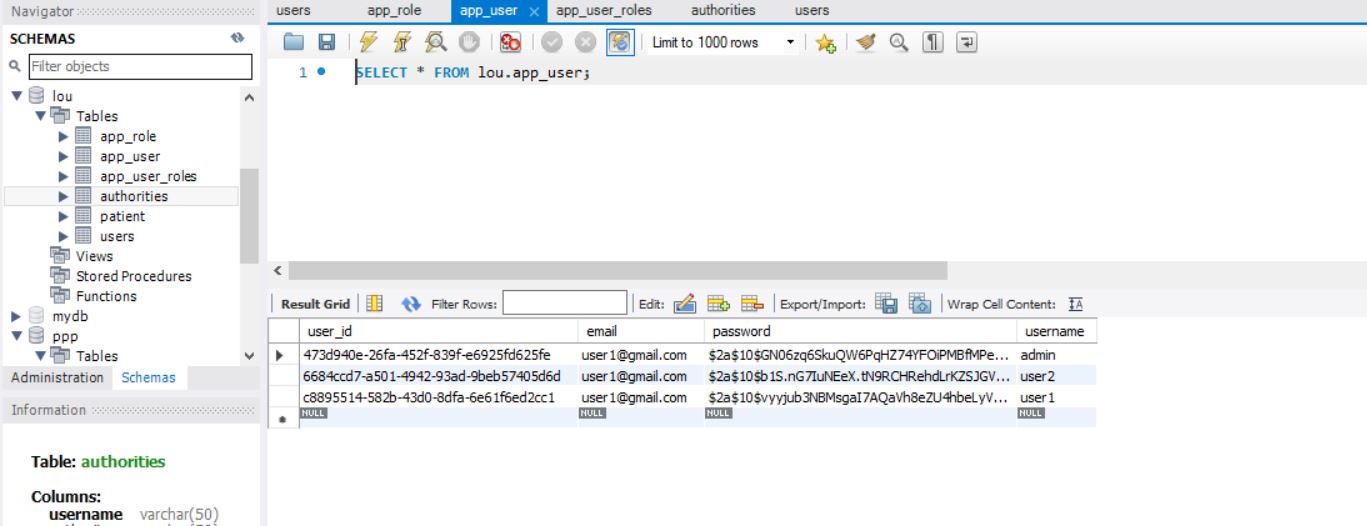 Navigator
SCHEMAS
Filter objects
lou
Tables
app_role
app_user
app_user_roles
authorities
patient
users
Views
Stored Procedures
Functions
mydb
ppp
Tables
Administration Schemas
Information
Table: authorities
Columns:
username varchar(50)
users app_role app_user app_user_roles authorities users
Limit to 1000 rows
1 SELECT * FROM lou.app_user;
Result Grid Filter Rows: Edit: Export/Import: Wrap Cell Content:
user_id email password username
473d940e-26fa-452f-839f-e6925fd625fe user1@gmail.com $2a$10$GN06zq6SkuQW6PqHZ74YFOiPMBfMPe... admin
6684ccd7-a501-4942-93ad-9beb57405d6d user1@gmail.com $2a$10$b1S.nG7IuNEeX.tN9RCHRehdLrKZSJGV... user2
c8895514-582b-43d0-8dfa-6e61f6ed2cc1 user1@gmail.com $2a$10$vyyjub3NBMsgaI7AQaVh8eZU4hbeLyV... user1
NULL NULL NULL NULL